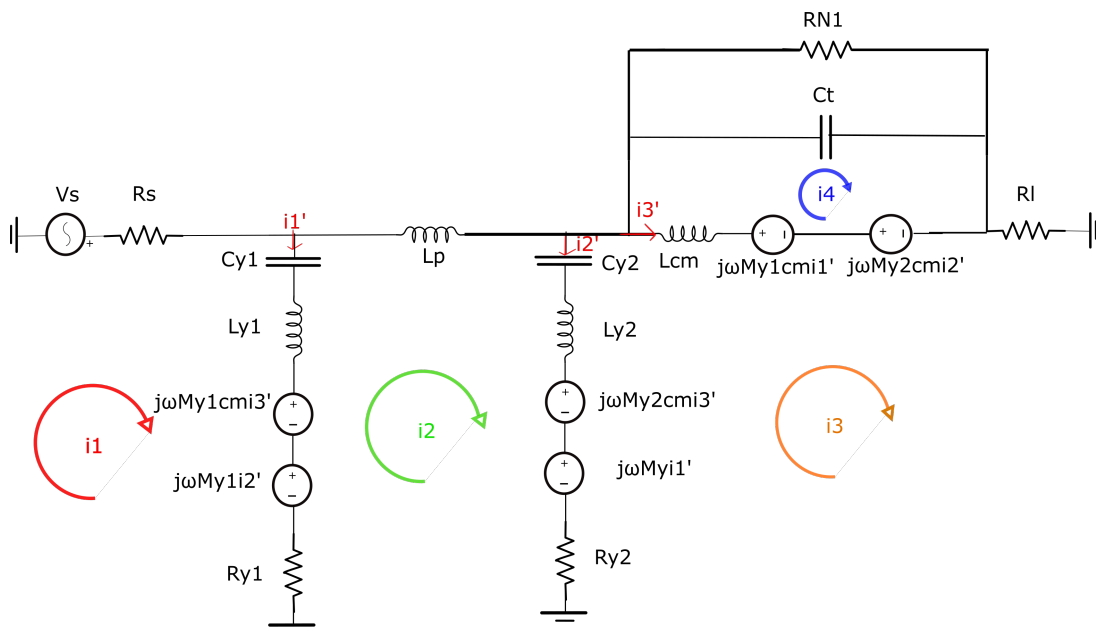 RN1
Ct
Vs
Rs
i4
Rl
i1'
i3'
i2'
+
Cy1
Lp
Cy2
Lcm
+ ı
+ ı
jωMy1cmi1'
jωMy2cmi2'
Ly1
Ly2
jωMy1cmi3'
+
−
jωMy2cmi3'
+
−
i1
i2
i3
jωMy1i2'
+
−
jωMyi1'
+
−
Ry1
Ry2